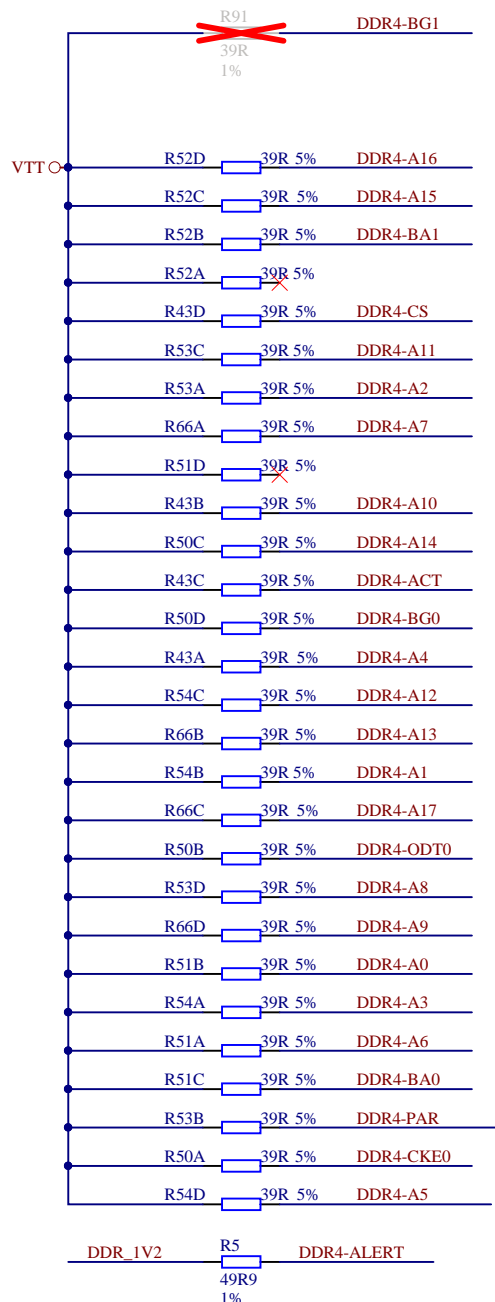 R91
DDR4-BG1
39R
1%
VTT
R52D 39R 5% DDR4-A16
R52C 39R 5% DDR4-A15
R52B 39R 5% DDR4-BA1
R52A 39R 5%
R43D 39R 5% DDR4-CS
R53C 39R 5% DDR4-A11
R53A 39R 5% DDR4-A2
R66A 39R 5% DDR4-A7
R51D 39R 5%
R43B 39R 5% DDR4-A10
R50C 39R 5% DDR4-A14
R43C 39R 5% DDR4-ACT
R50D 39R 5% DDR4-BG0
R43A 39R 5% DDR4-A4
R54C 39R 5% DDR4-A12
R66B 39R 5% DDR4-A13
R54B 39R 5% DDR4-A1
R66C 39R 5% DDR4-A17
R50B 39R 5% DDR4-ODT0
R53D 39R 5% DDR4-A8
R66D 39R 5% DDR4-A9
R51B 39R 5% DDR4-A0
R54A 39R 5% DDR4-A3
R51A 39R 5% DDR4-A6
R51C 39R 5% DDR4-BA0
R53B 39R 5% DDR4-PAR
R50A 39R 5% DDR4-CKE0
R54D 39R 5% DDR4-A5
DDR_1V2 R5 DDR4-ALERT
49R9
1%